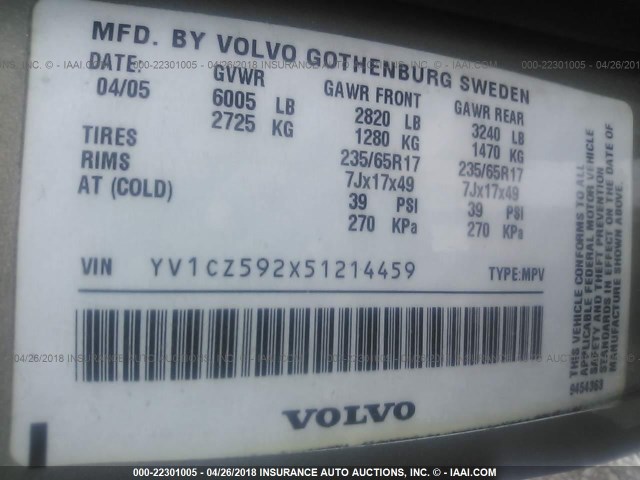 MFD. BY VOLVO GOTHENBURG SWEDEN
DATE: GVWR GAWR FRONT GAWR REAR
04/05 6005 LB 2820 LB 3240 LB
2725 KG 1280 KG 1470 KG
TIRES 235/65R17 235/65R17
RIMS 7Jx17x49 7Jx17x49
AT (COLD) 39 PSI 39 PSI
270 KPa 270 KPa
VIN YV1CZ592X51214459 TYPE:MPV
THIS VEHICLE CONFORMS TO ALL
APPLICABLE FEDERAL MOTOR VEHICLE
SAFETY AND THEFT PREVENTION
STANDARDS IN EFFECT ON THE DATE OF
MANUFACTURE SHOWN ABOVE.
VOLVO
000-22301005 - 04/26/2018 INSURANCE AUTO AUCTIONS, INC. - © - IAAI.COM